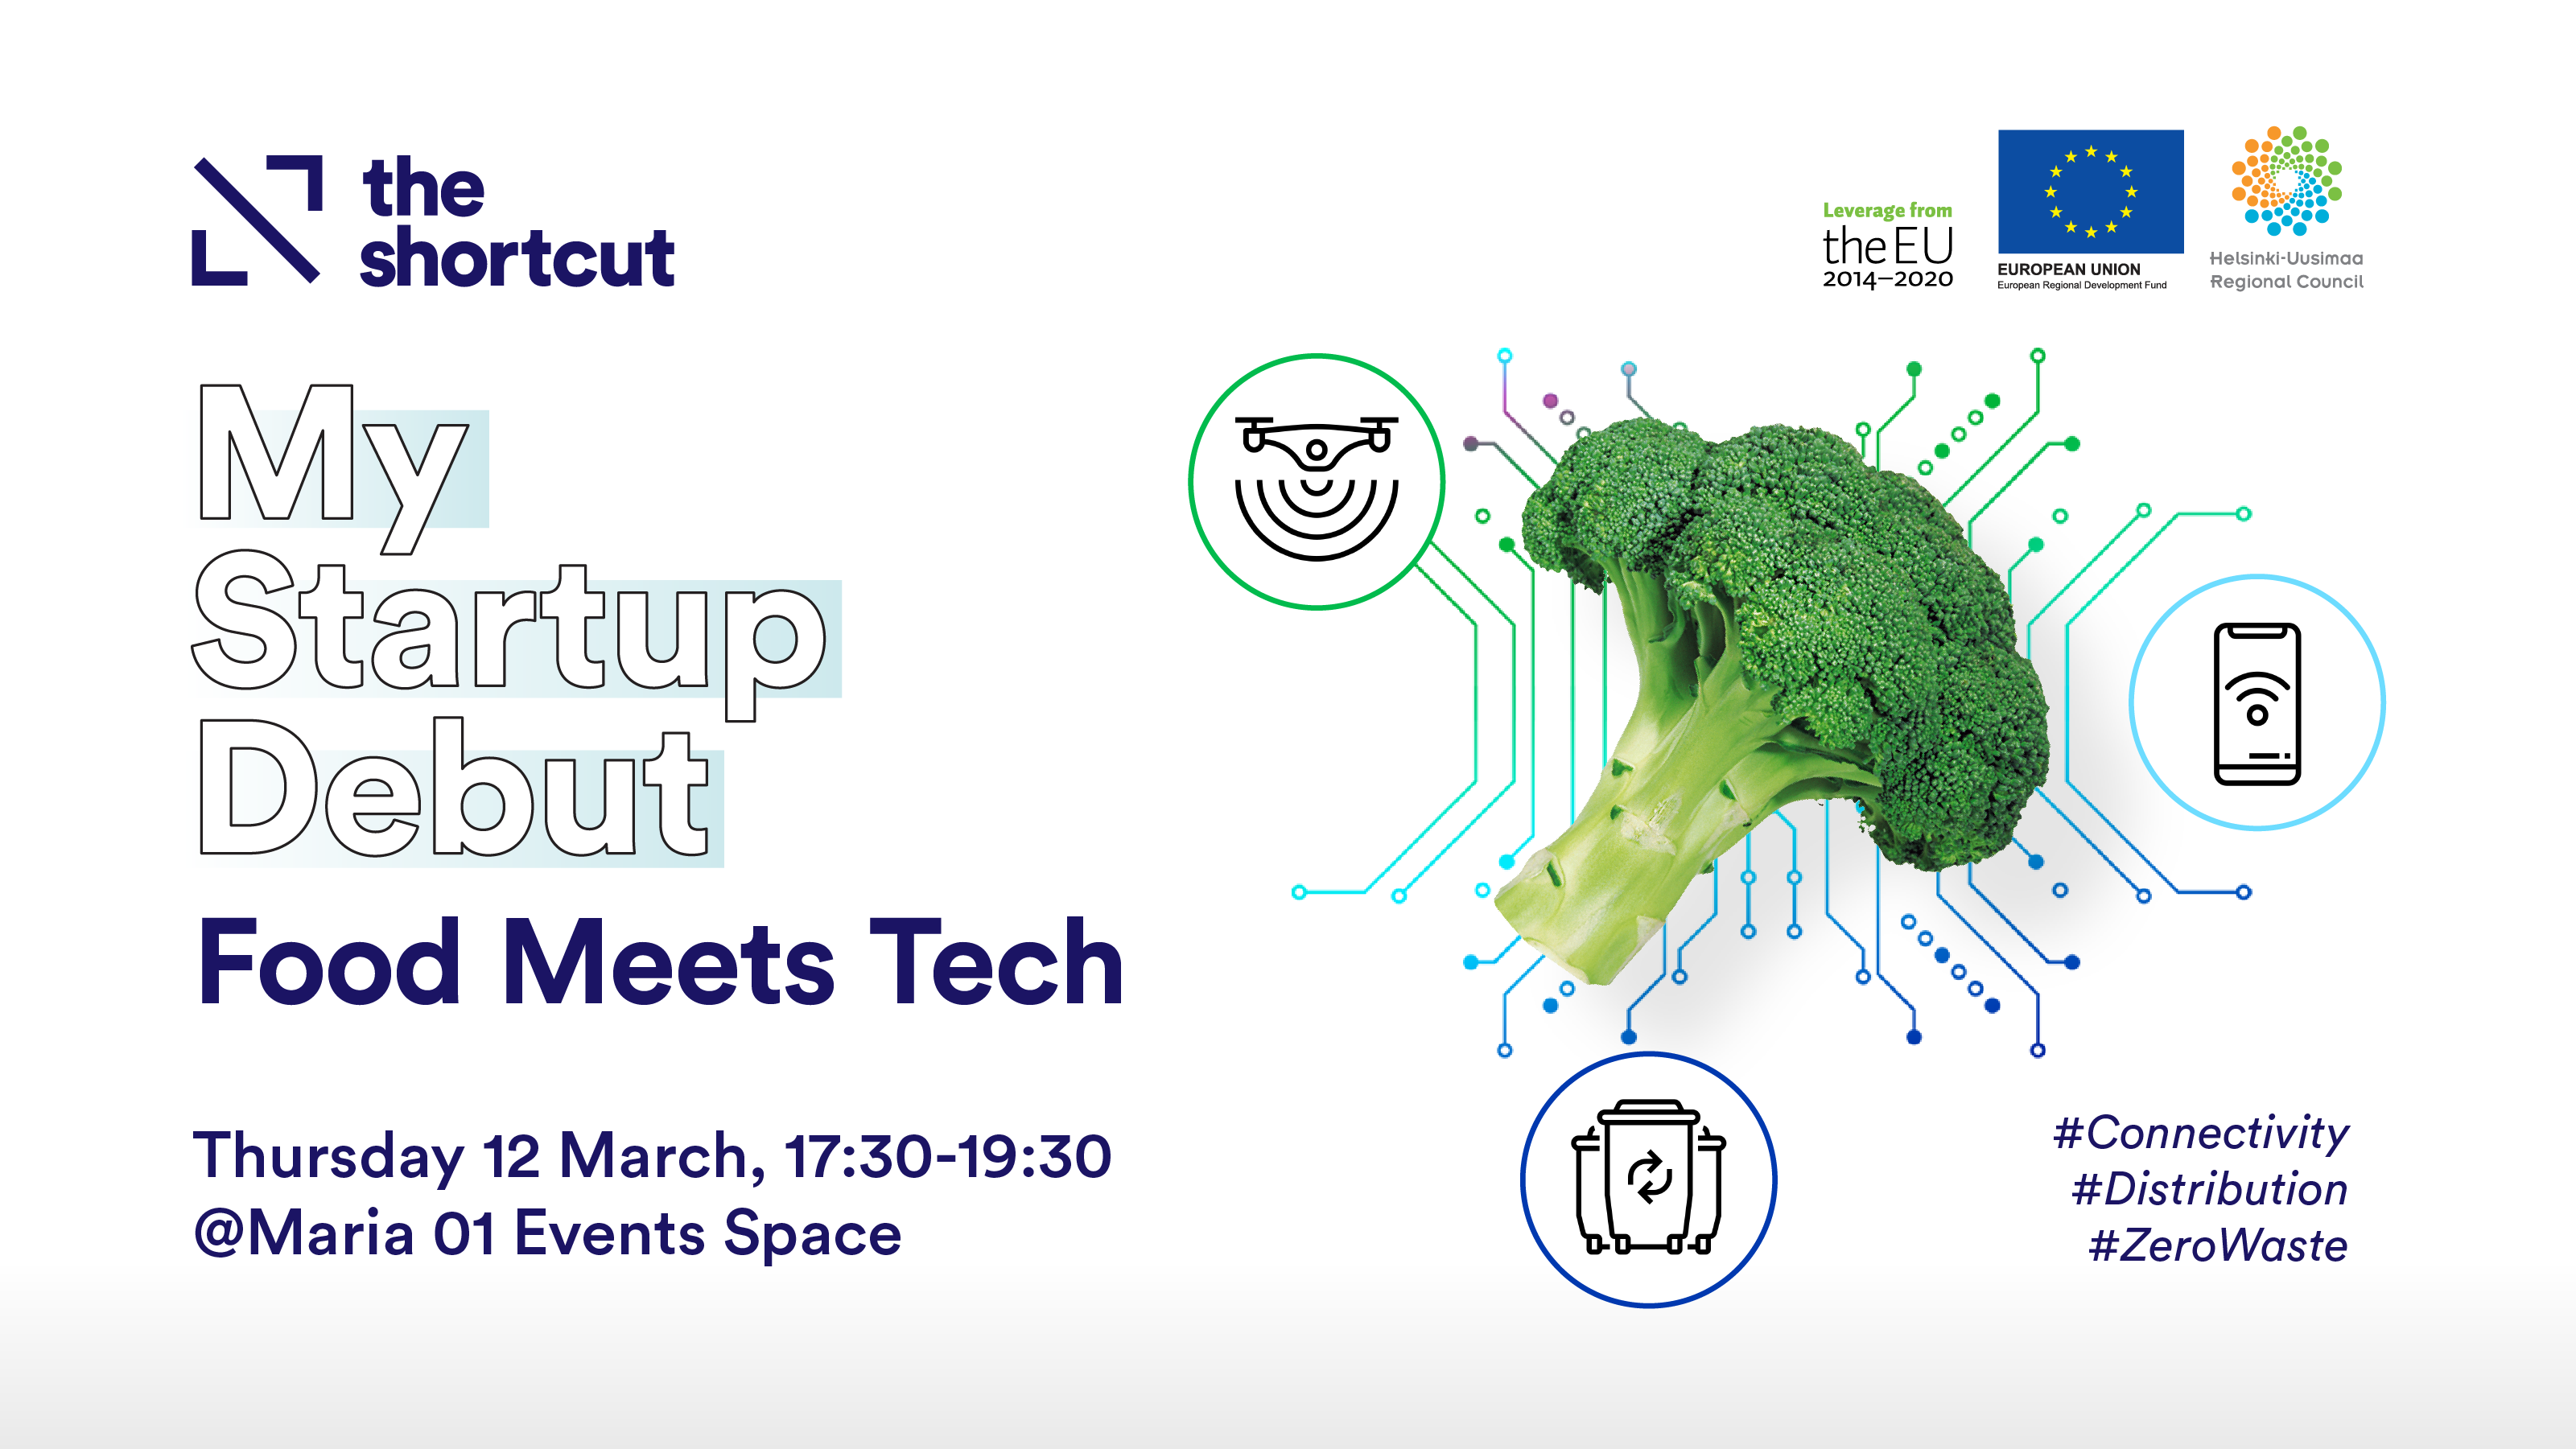 the
shortcut
Leverage from
the EU
2014–2020
EUROPEAN UNION
European Regional Development Fund
Helsinki-Uusimaa
Regional Council
My
Startup
Debut
Food Meets Tech
Thursday 12 March, 17:30-19:30
@Maria 01 Events Space
#Connectivity
#Distribution
#ZeroWaste